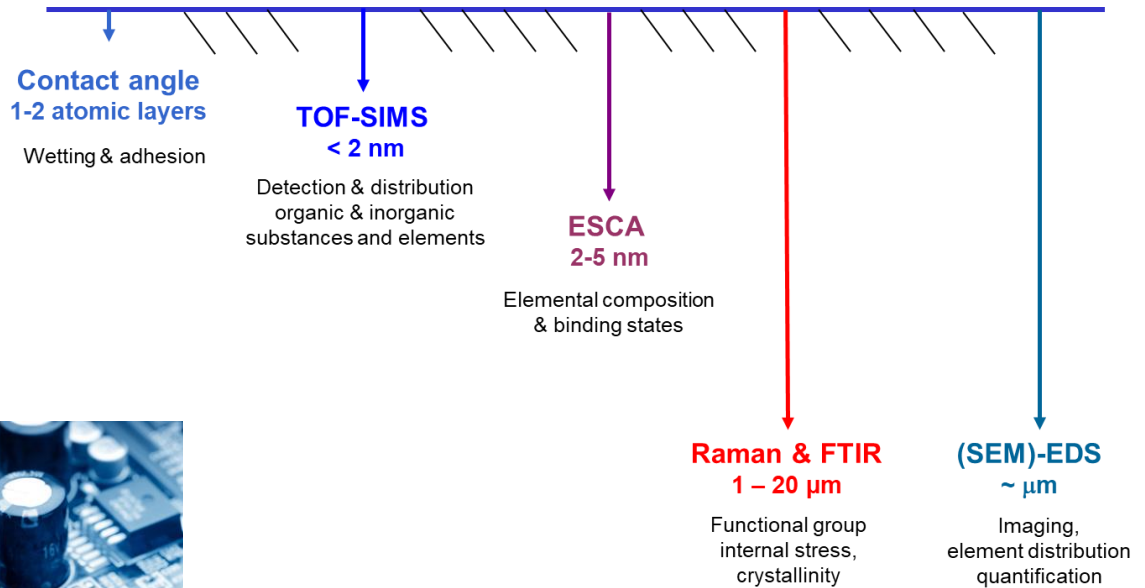 Contact angle
1-2 atomic layers
Wetting & adhesion
TOF-SIMS
< 2 nm
Detection & distribution
organic & inorganic
substances and elements
ESCA
2-5 nm
Elemental composition
& binding states
Raman & FTIR
1 – 20 µm
Functional group
internal stress,
crystallinity
(SEM)-EDS
~ µm
Imaging,
element distribution
quantification